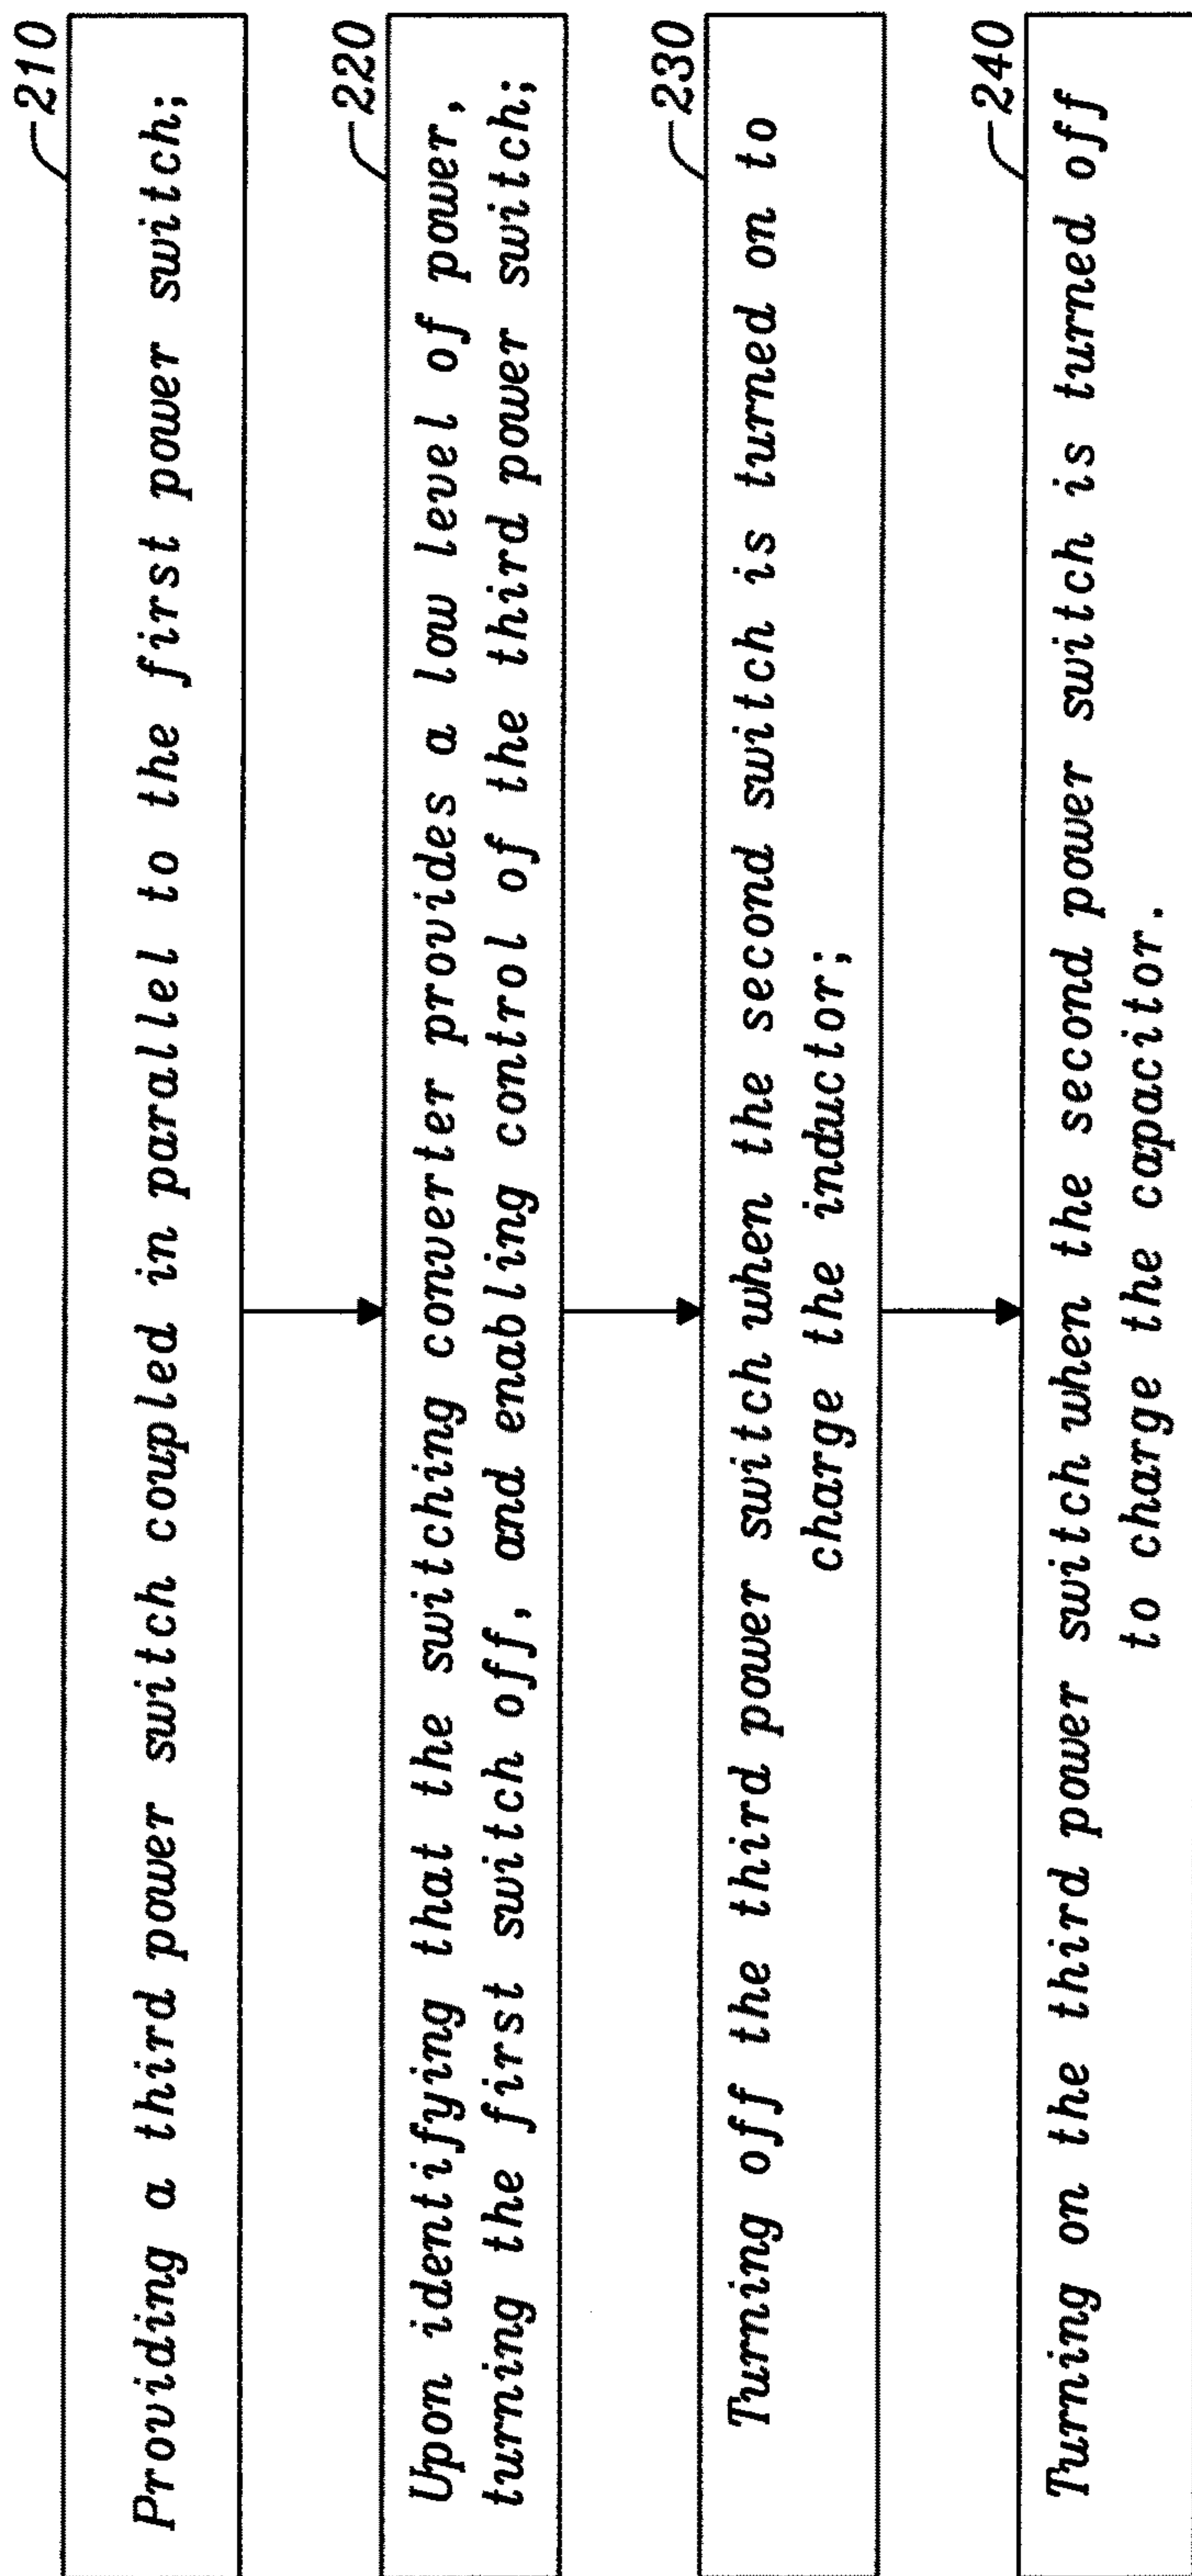 210
Providing a third power switch coupled in parallel to the first power switch;
220
Upon identifying that the switching converter provides a low level of power,
turning the first switch off, and enabling control of the third power switch;
230
Turning off the third power switch when the second switch is turned on to
charge the inductor;
240
Turning on the third power switch when the second power switch is turned off
to charge the capacitor.